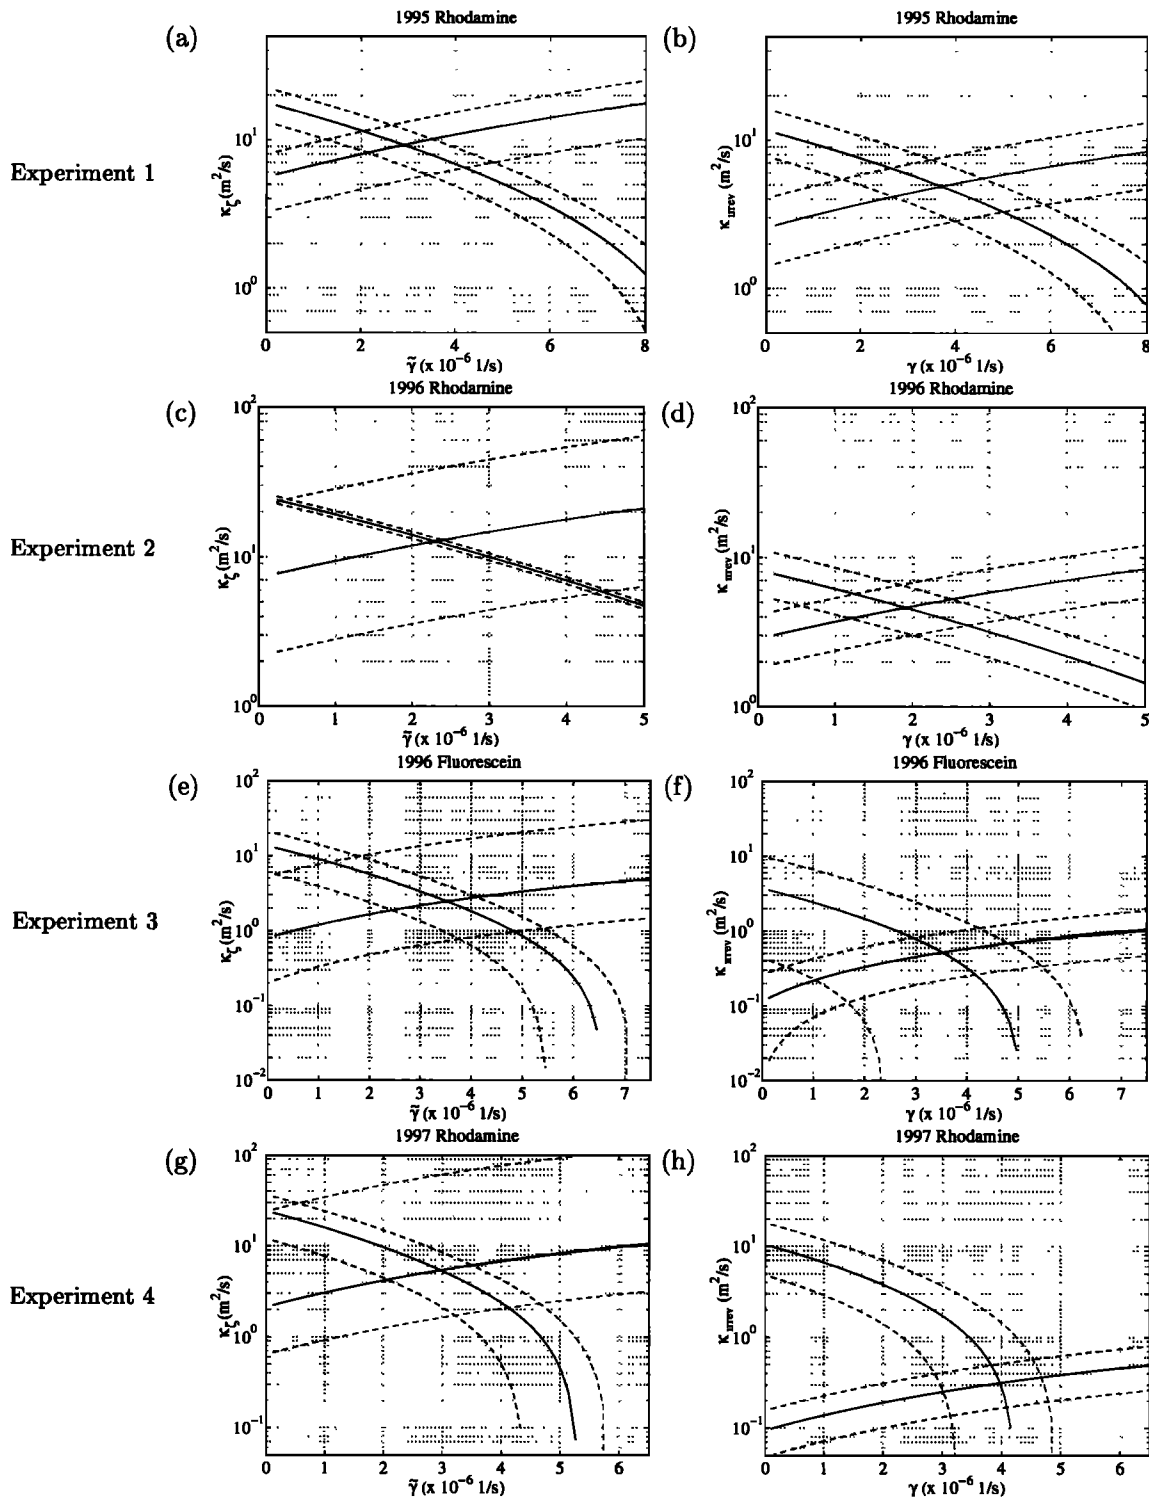 1995 Rhodamine
1995 Rhodamine
(a)
(b)
Experiment 1
κζ (m²/s)
10¹
10⁰
0 2 4 6 8
γ̃ (x 10⁻⁶ 1/s)
κ irrev (m²/s)
10¹
10⁰
0 2 4 6 8
γ (x 10⁻⁶ 1/s)
1996 Rhodamine
1996 Rhodamine
(c)
(d)
Experiment 2
κζ (m²/s)
10²
10¹
10⁰
0 1 2 3 4 5
γ̃ (x 10⁻⁶ 1/s)
κ irrev (m²/s)
10²
10¹
10⁰
0 1 2 3 4 5
γ (x 10⁻⁶ 1/s)
1996 Fluorescein
1996 Fluorescein
(e)
(f)
Experiment 3
κζ (m²/s)
10²
10¹
10⁰
10⁻¹
10⁻²
0 1 2 3 4 5 6 7
γ̃ (x 10⁻⁶ 1/s)
κ irrev (m²/s)
10²
10¹
10⁰
10⁻¹
10⁻²
0 1 2 3 4 5 6 7
γ (x 10⁻⁶ 1/s)
1997 Rhodamine
1997 Rhodamine
(g)
(h)
Experiment 4
κζ (m²/s)
10²
10¹
10⁰
10⁻¹
0 1 2 3 4 5 6
γ̃ (x 10⁻⁶ 1/s)
κ irrev (m²/s)
10²
10¹
10⁰
10⁻¹
0 1 2 3 4 5 6
γ (x 10⁻⁶ 1/s)